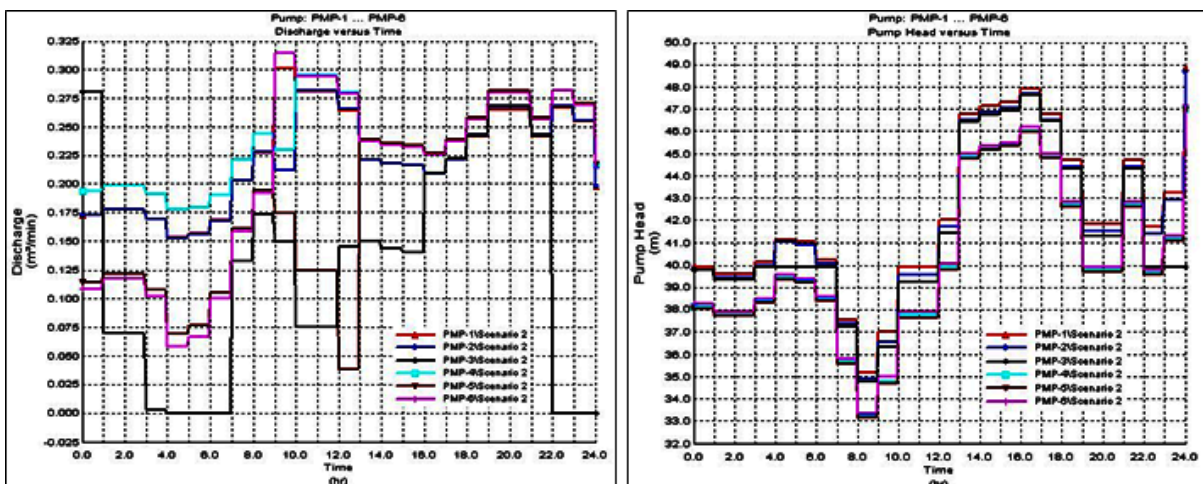 Pump: PMP-1 ... PMP-6
Discharge versus Time
0.325
0.300
0.275
0.250
0.225
0.200
0.175
0.150
0.125
0.100
0.075
0.050
0.025
0.000
-0.025
Discharge
(m³/min)
PMP-1\Scenario 2
PMP-2\Scenario 2
PMP-3\Scenario 2
PMP-4\Scenario 2
PMP-5\Scenario 2
PMP-6\Scenario 2
0.0 2.0 4.0 6.0 8.0 10.0 12.0 14.0 16.0 18.0 20.0 22.0 24.0
Time
(hr)
Pump: PMP-1 ... PMP-6
Pump Head versus Time
50.0
49.0
48.0
47.0
46.0
45.0
44.0
43.0
42.0
41.0
40.0
39.0
38.0
37.0
36.0
35.0
34.0
33.0
32.0
Pump Head
(m)
PMP-1\Scenario 2
PMP-2\Scenario 2
PMP-3\Scenario 2
PMP-4\Scenario 2
PMP-5\Scenario 2
PMP-6\Scenario 2
0.0 2.0 4.0 6.0 8.0 10.0 12.0 14.0 16.0 18.0 20.0 22.0 24.0
Time
(hr)